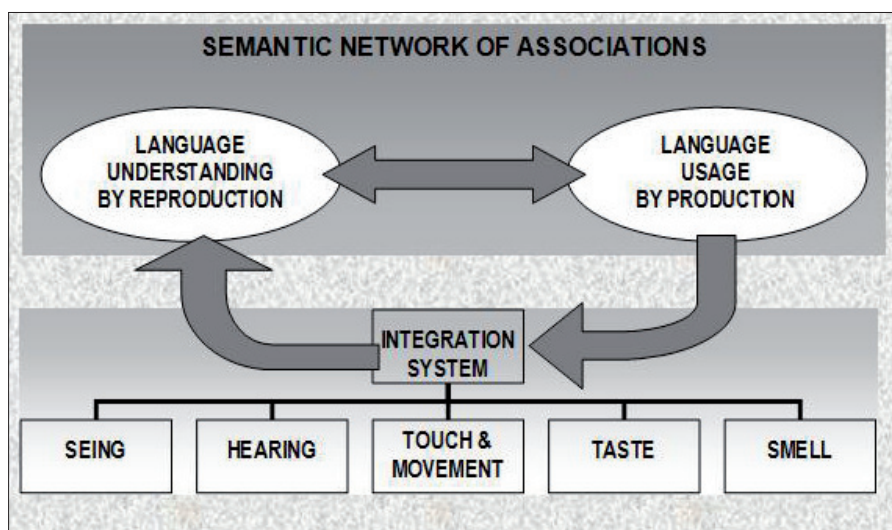 SEMANTIC NETWORK OF ASSOCIATIONS
LANGUAGE
UNDERSTANDING
BY REPRODUCTION
LANGUAGE
USAGE
BY PRODUCTION
INTEGRATION
SYSTEM
SEING
HEARING
TOUCH &
MOVEMENT
TASTE
SMELL